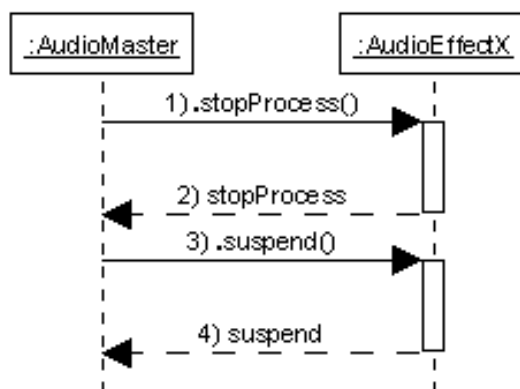 :AudioMaster
:AudioEffectX
1).stopProcess()
2) stopProcess
3).suspend()
4) suspend